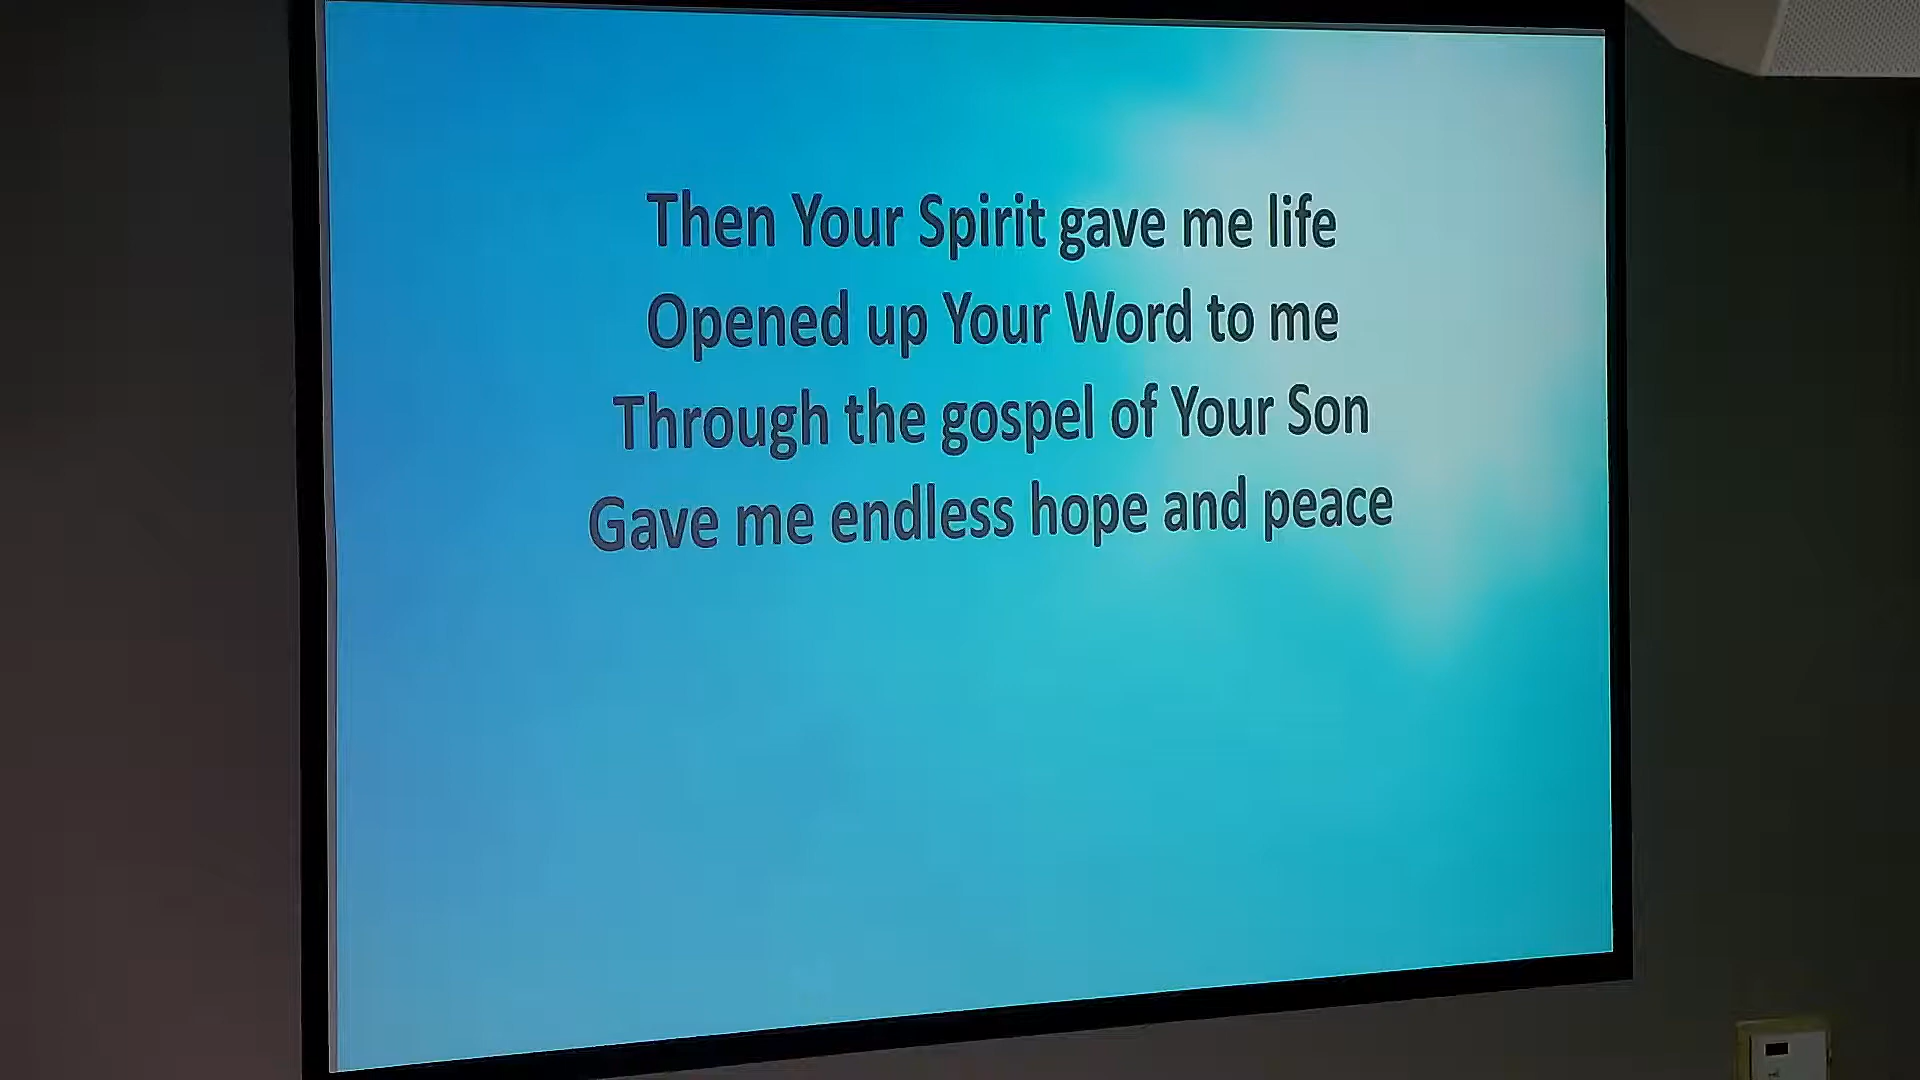 Then Your Spirit gave me life
Opened up Your Word to me
Through the gospel of Your Son
Gave me endless hope and peace